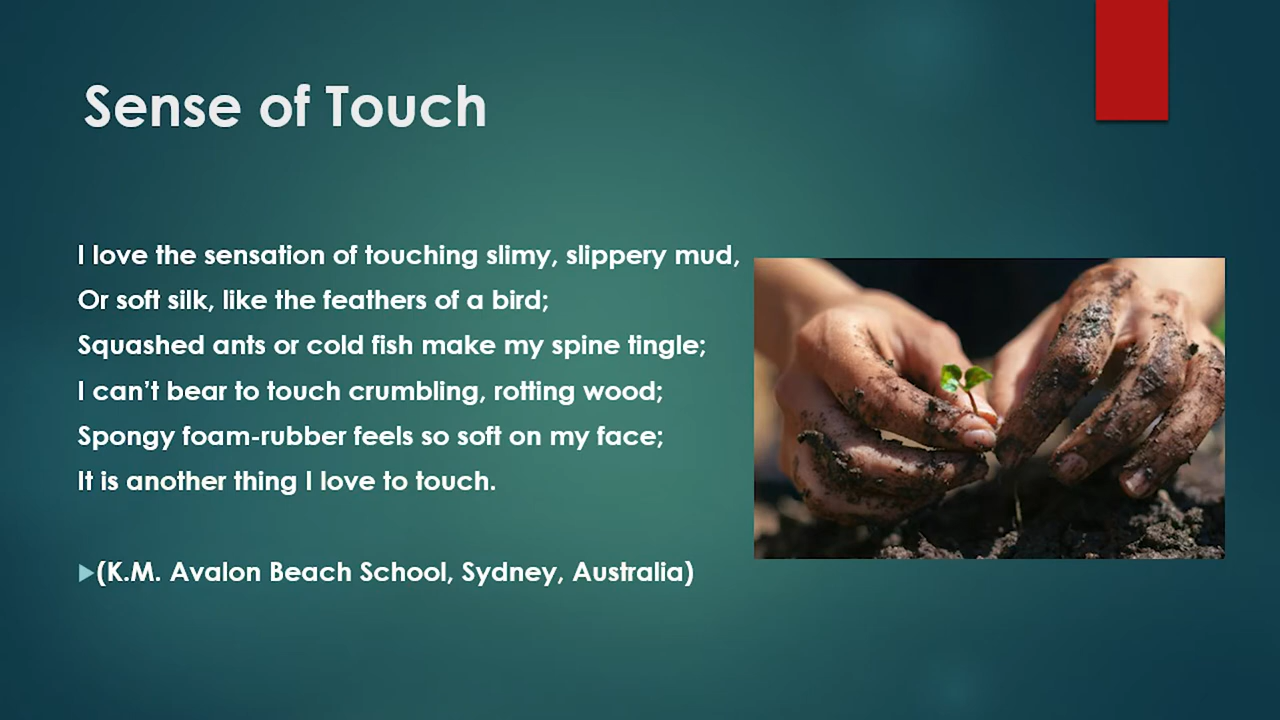 Sense of Touch
I love the sensation of touching slimy, slippery mud,
Or soft silk, like the feathers of a bird;
Squashed ants or cold fish make my spine tingle;
I can’t bear to touch crumbling, rotting wood;
Spongy foam-rubber feels so soft on my face;
It is another thing I love to touch.
(K.M. Avalon Beach School, Sydney, Australia)